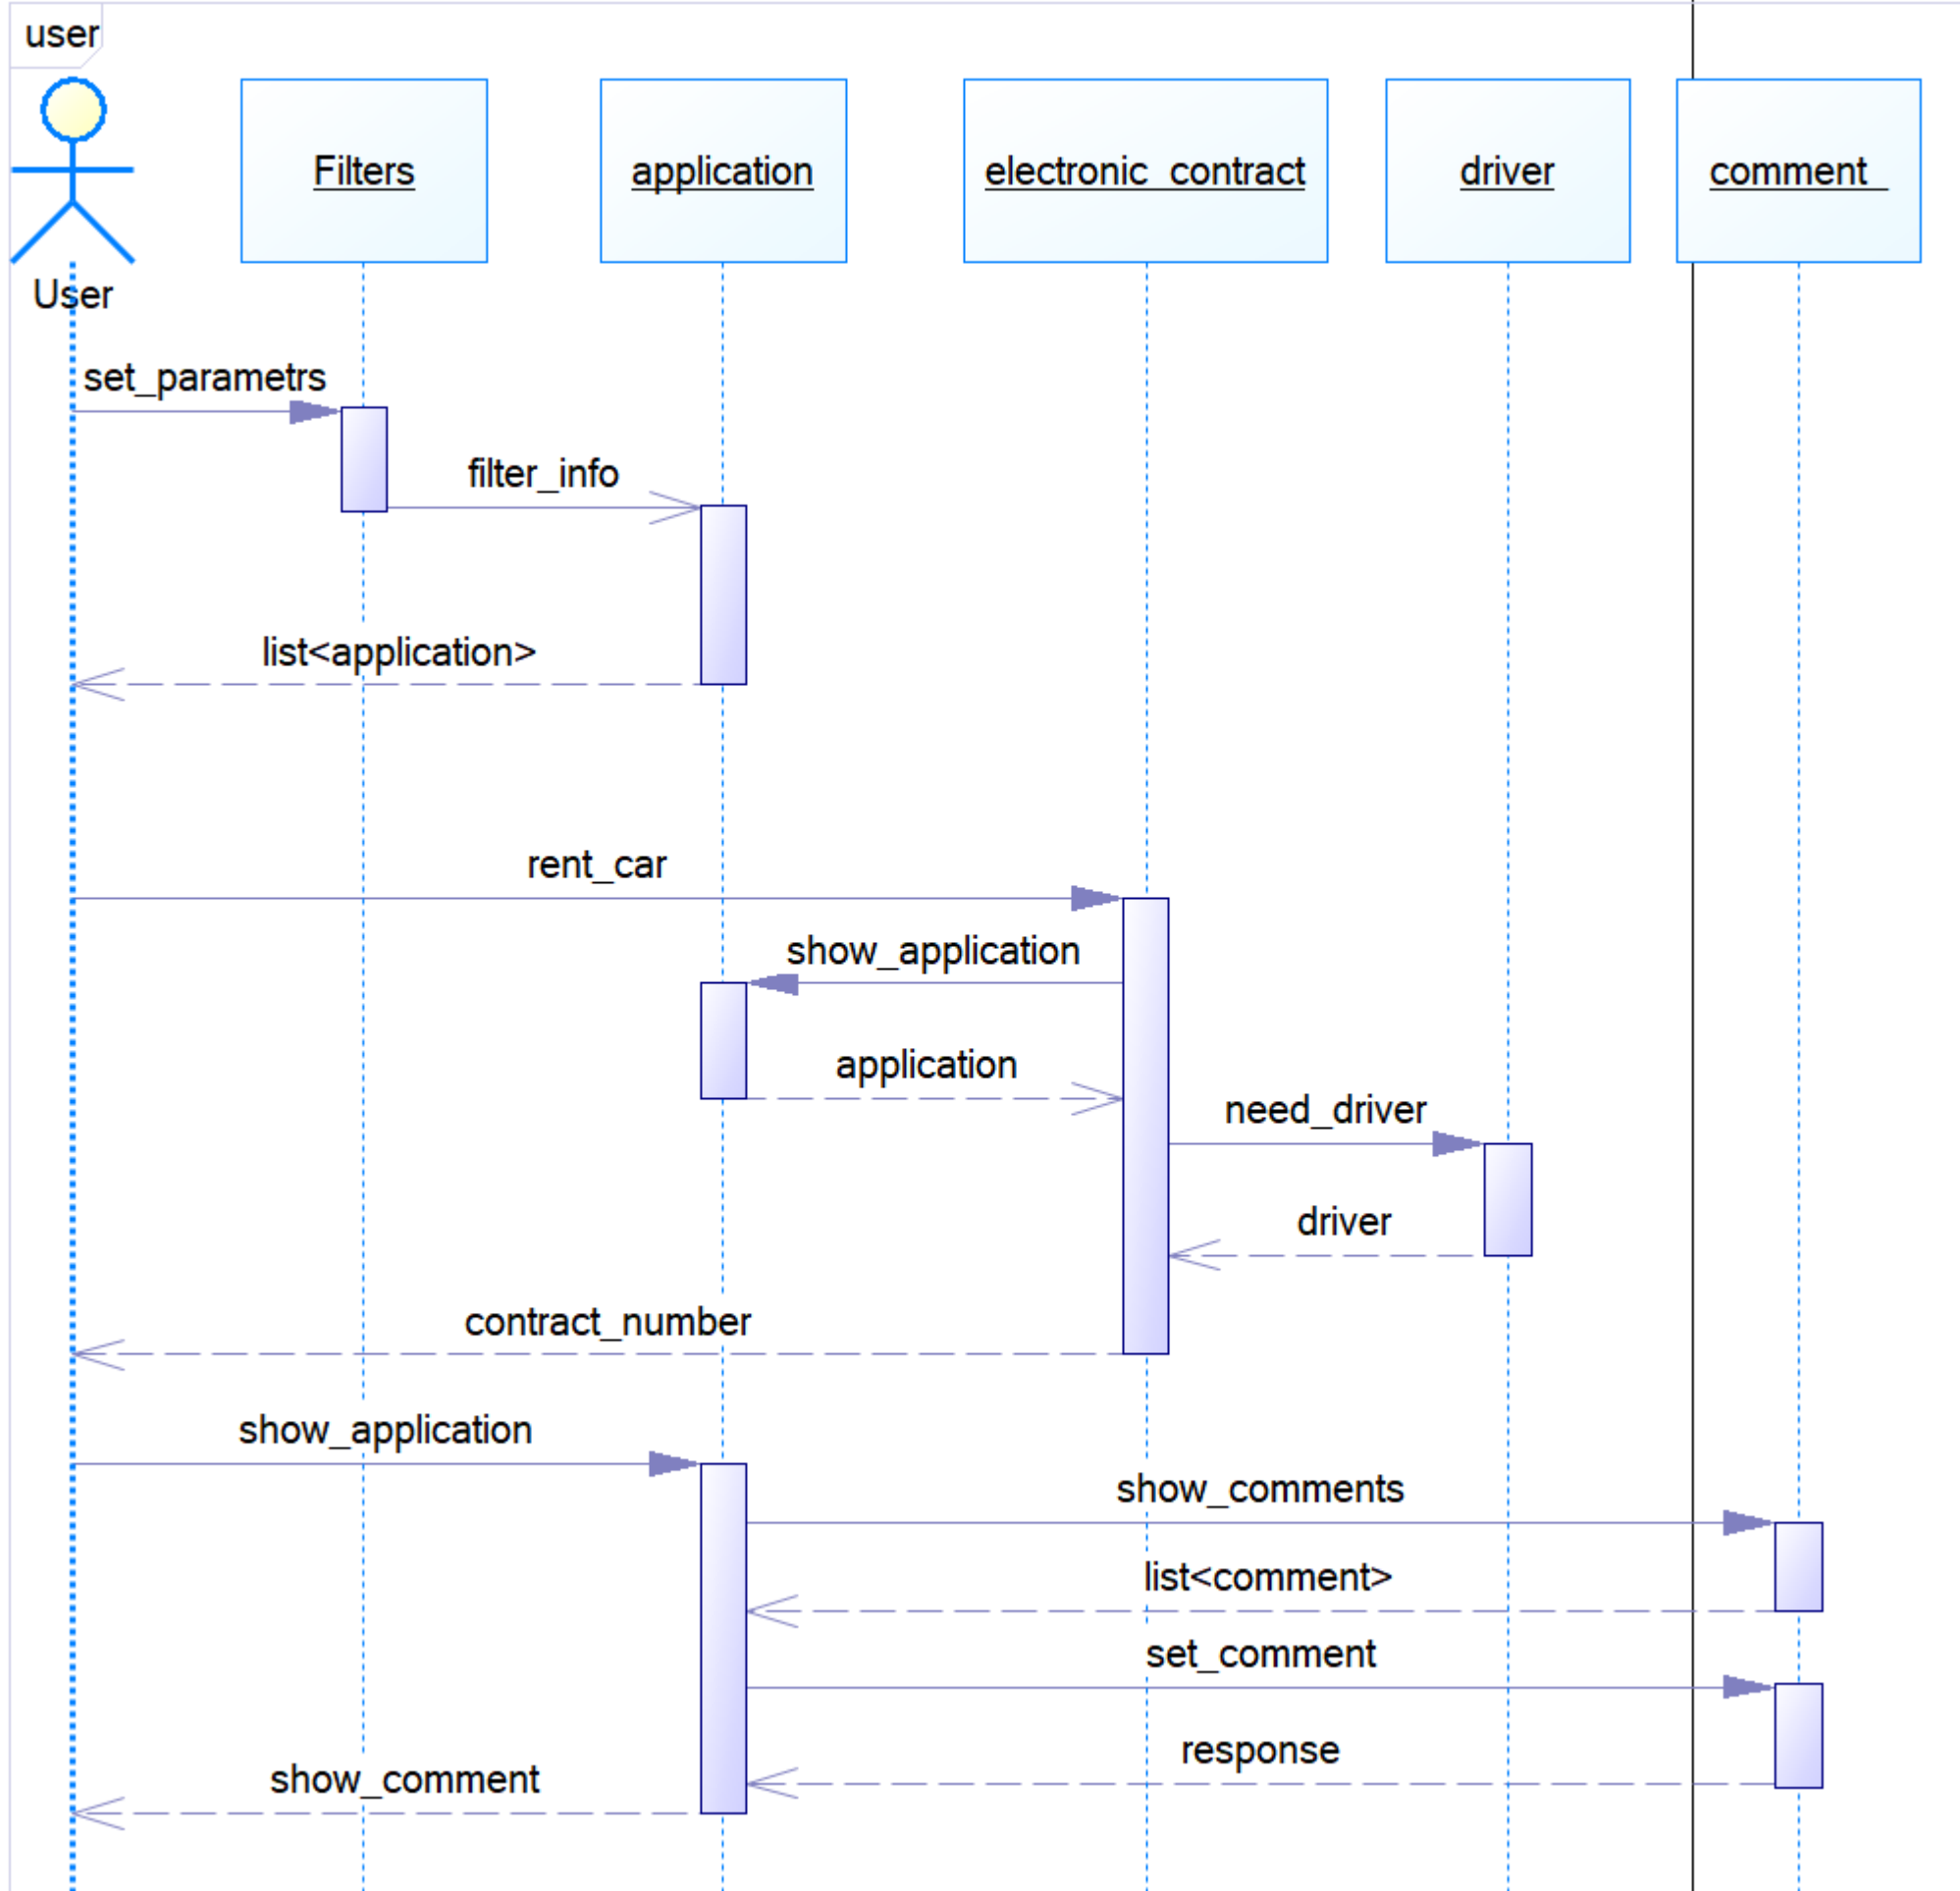 user
Filters
application
electronic_contract
driver
comment_
User
set_parametrs
filter_info
list<application>
rent_car
show_application
application
need_driver
driver
contract_number
show_application
show_comments
list<comment>
set_comment
response
show_comment